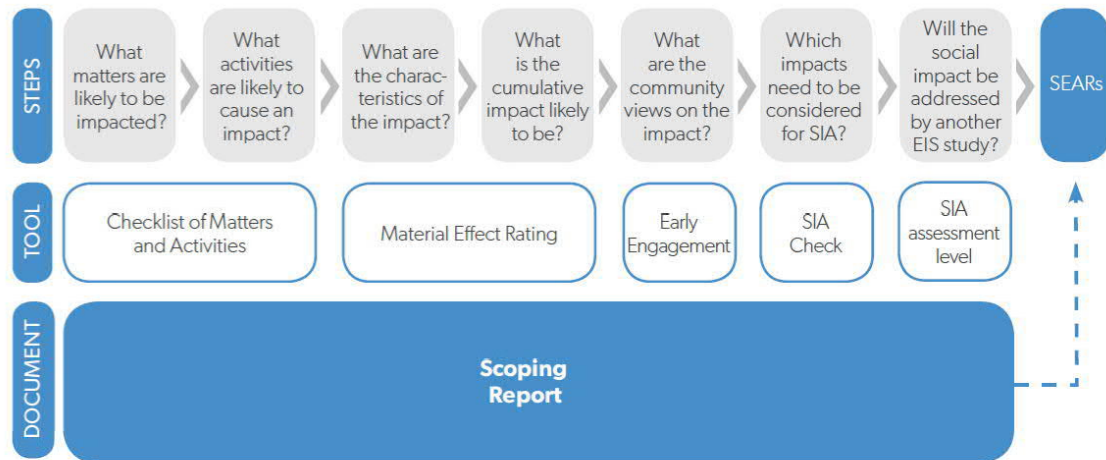 STEPS
What
matters are
likely to be
impacted?
What
activities
are likely to
cause an
impact?
What are
the charac-
teristics of
the impact?
What
is the
cumulative
impact likely
to be?
What
are the
community
views on the
impact?
Which
impacts
need to be
considered
for SIA?
Will the
social
impact be
addressed
by another
EIS study?
SEARs
TOOL
Checklist of Matters
and Activities
Material Effect Rating
Early
Engagement
SIA
Check
SIA
assessment
level
DOCUMENT
Scoping
Report